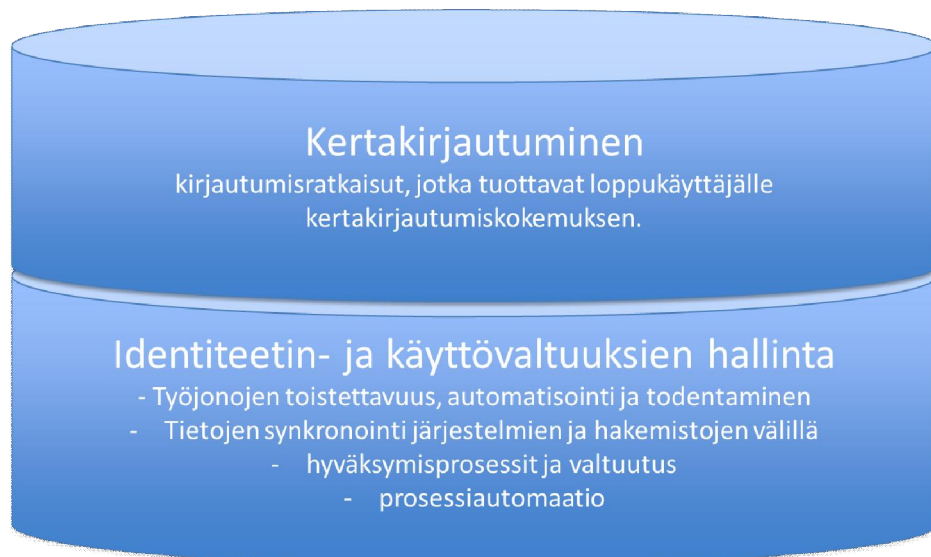 Kertakirjautuminen
kirjautumisratkaisut, jotka tuottavat loppukäyttäjälle
kertakirjautumiskokemuksen.
Identiteetin- ja käyttövaltuuksien hallinta
- Työjonojen toistettavuus, automatisointi ja todentaminen
- Tietojen synkronointi järjestelmien ja hakemistojen välillä
- hyväksymisprosessit ja valtuutus
- prosessiautomaatio